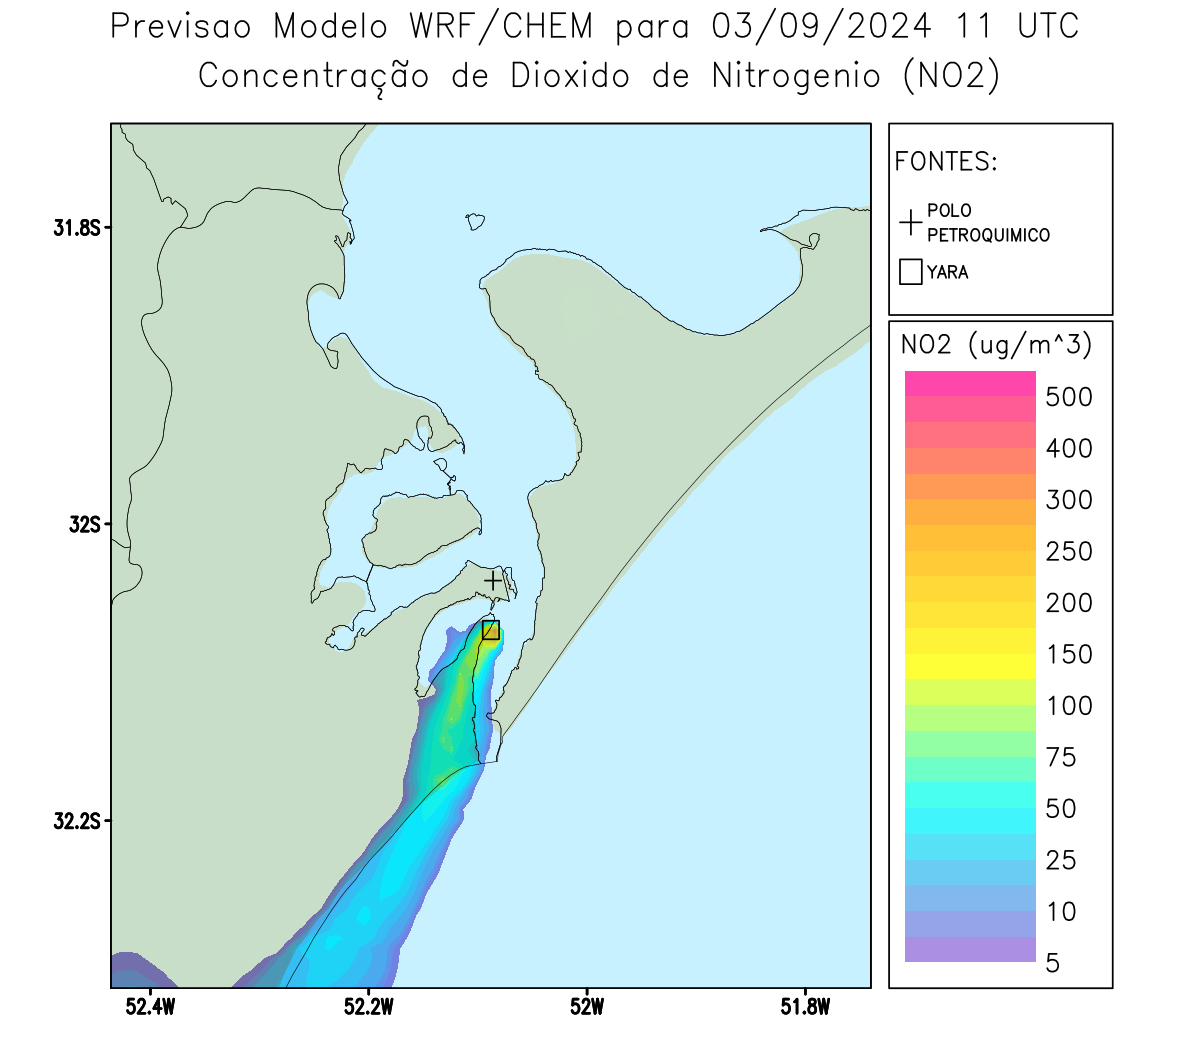 Previsao Modelo WRF/CHEM para 03/09/2024 11 UTC
Concentração de Dioxido de Nitrogenio (NO2)
FONTES:
POLO
PETROQUIMICO
YARA
NO2 (ug/m^3)
500
400
300
250
200
150
100
75
50
25
10
5
31.8S
32S
32.2S
52.4W
52.2W
52W
51.8W